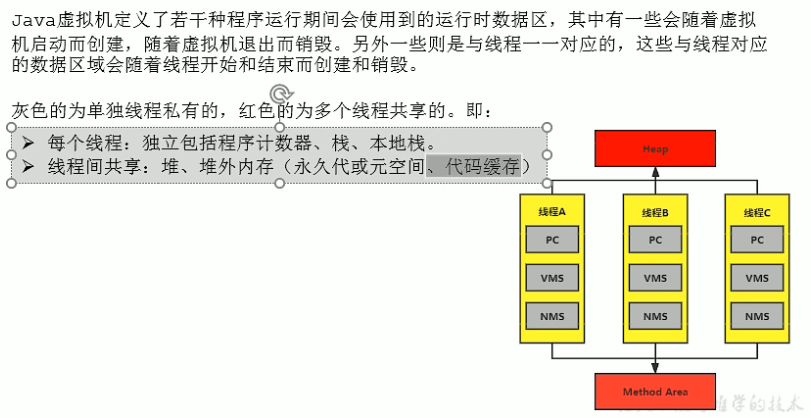 Java虚拟机定义了若干种程序运行期间会使用到的运行时数据区，其中有一些会随着虚拟
机启动而创建，随着虚拟机退出而销毁。另外一些则是与线程一一对应的，这些与线程对应
的数据区域会随着线程开始和结束而创建和销毁。
灰色的为单独线程私有的，红色的为多个线程共享的。即：
➢ 每个线程：独立包括程序计数器、栈、本地栈。
➢ 线程间共享：堆、堆外内存（永久代或元空间、代码缓存）
Heap
线程A 线程B 线程C
PC PC PC
VMS VMS VMS
NMS NMS NMS
Method Area
学的技术